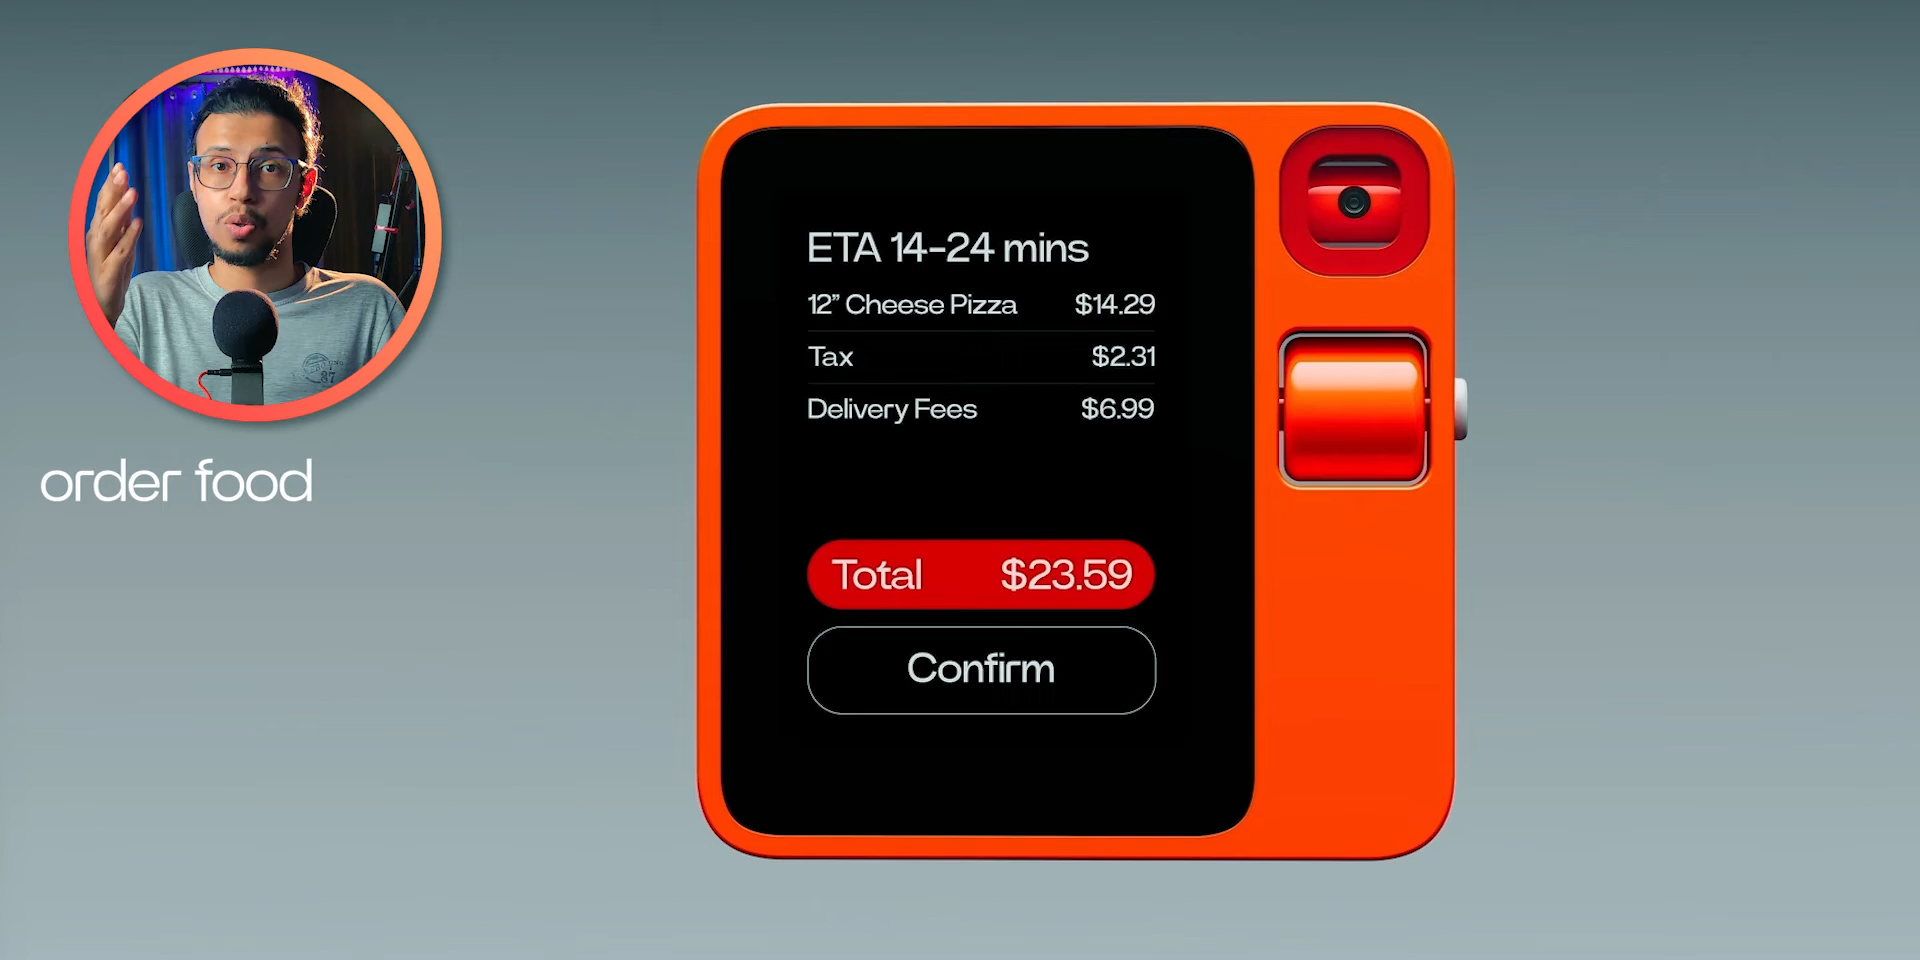 order food
ETA 14–24 mins
12” Cheese Pizza $14.29
Tax $2.31
Delivery Fees $6.99
Total $23.59
Confirm
87